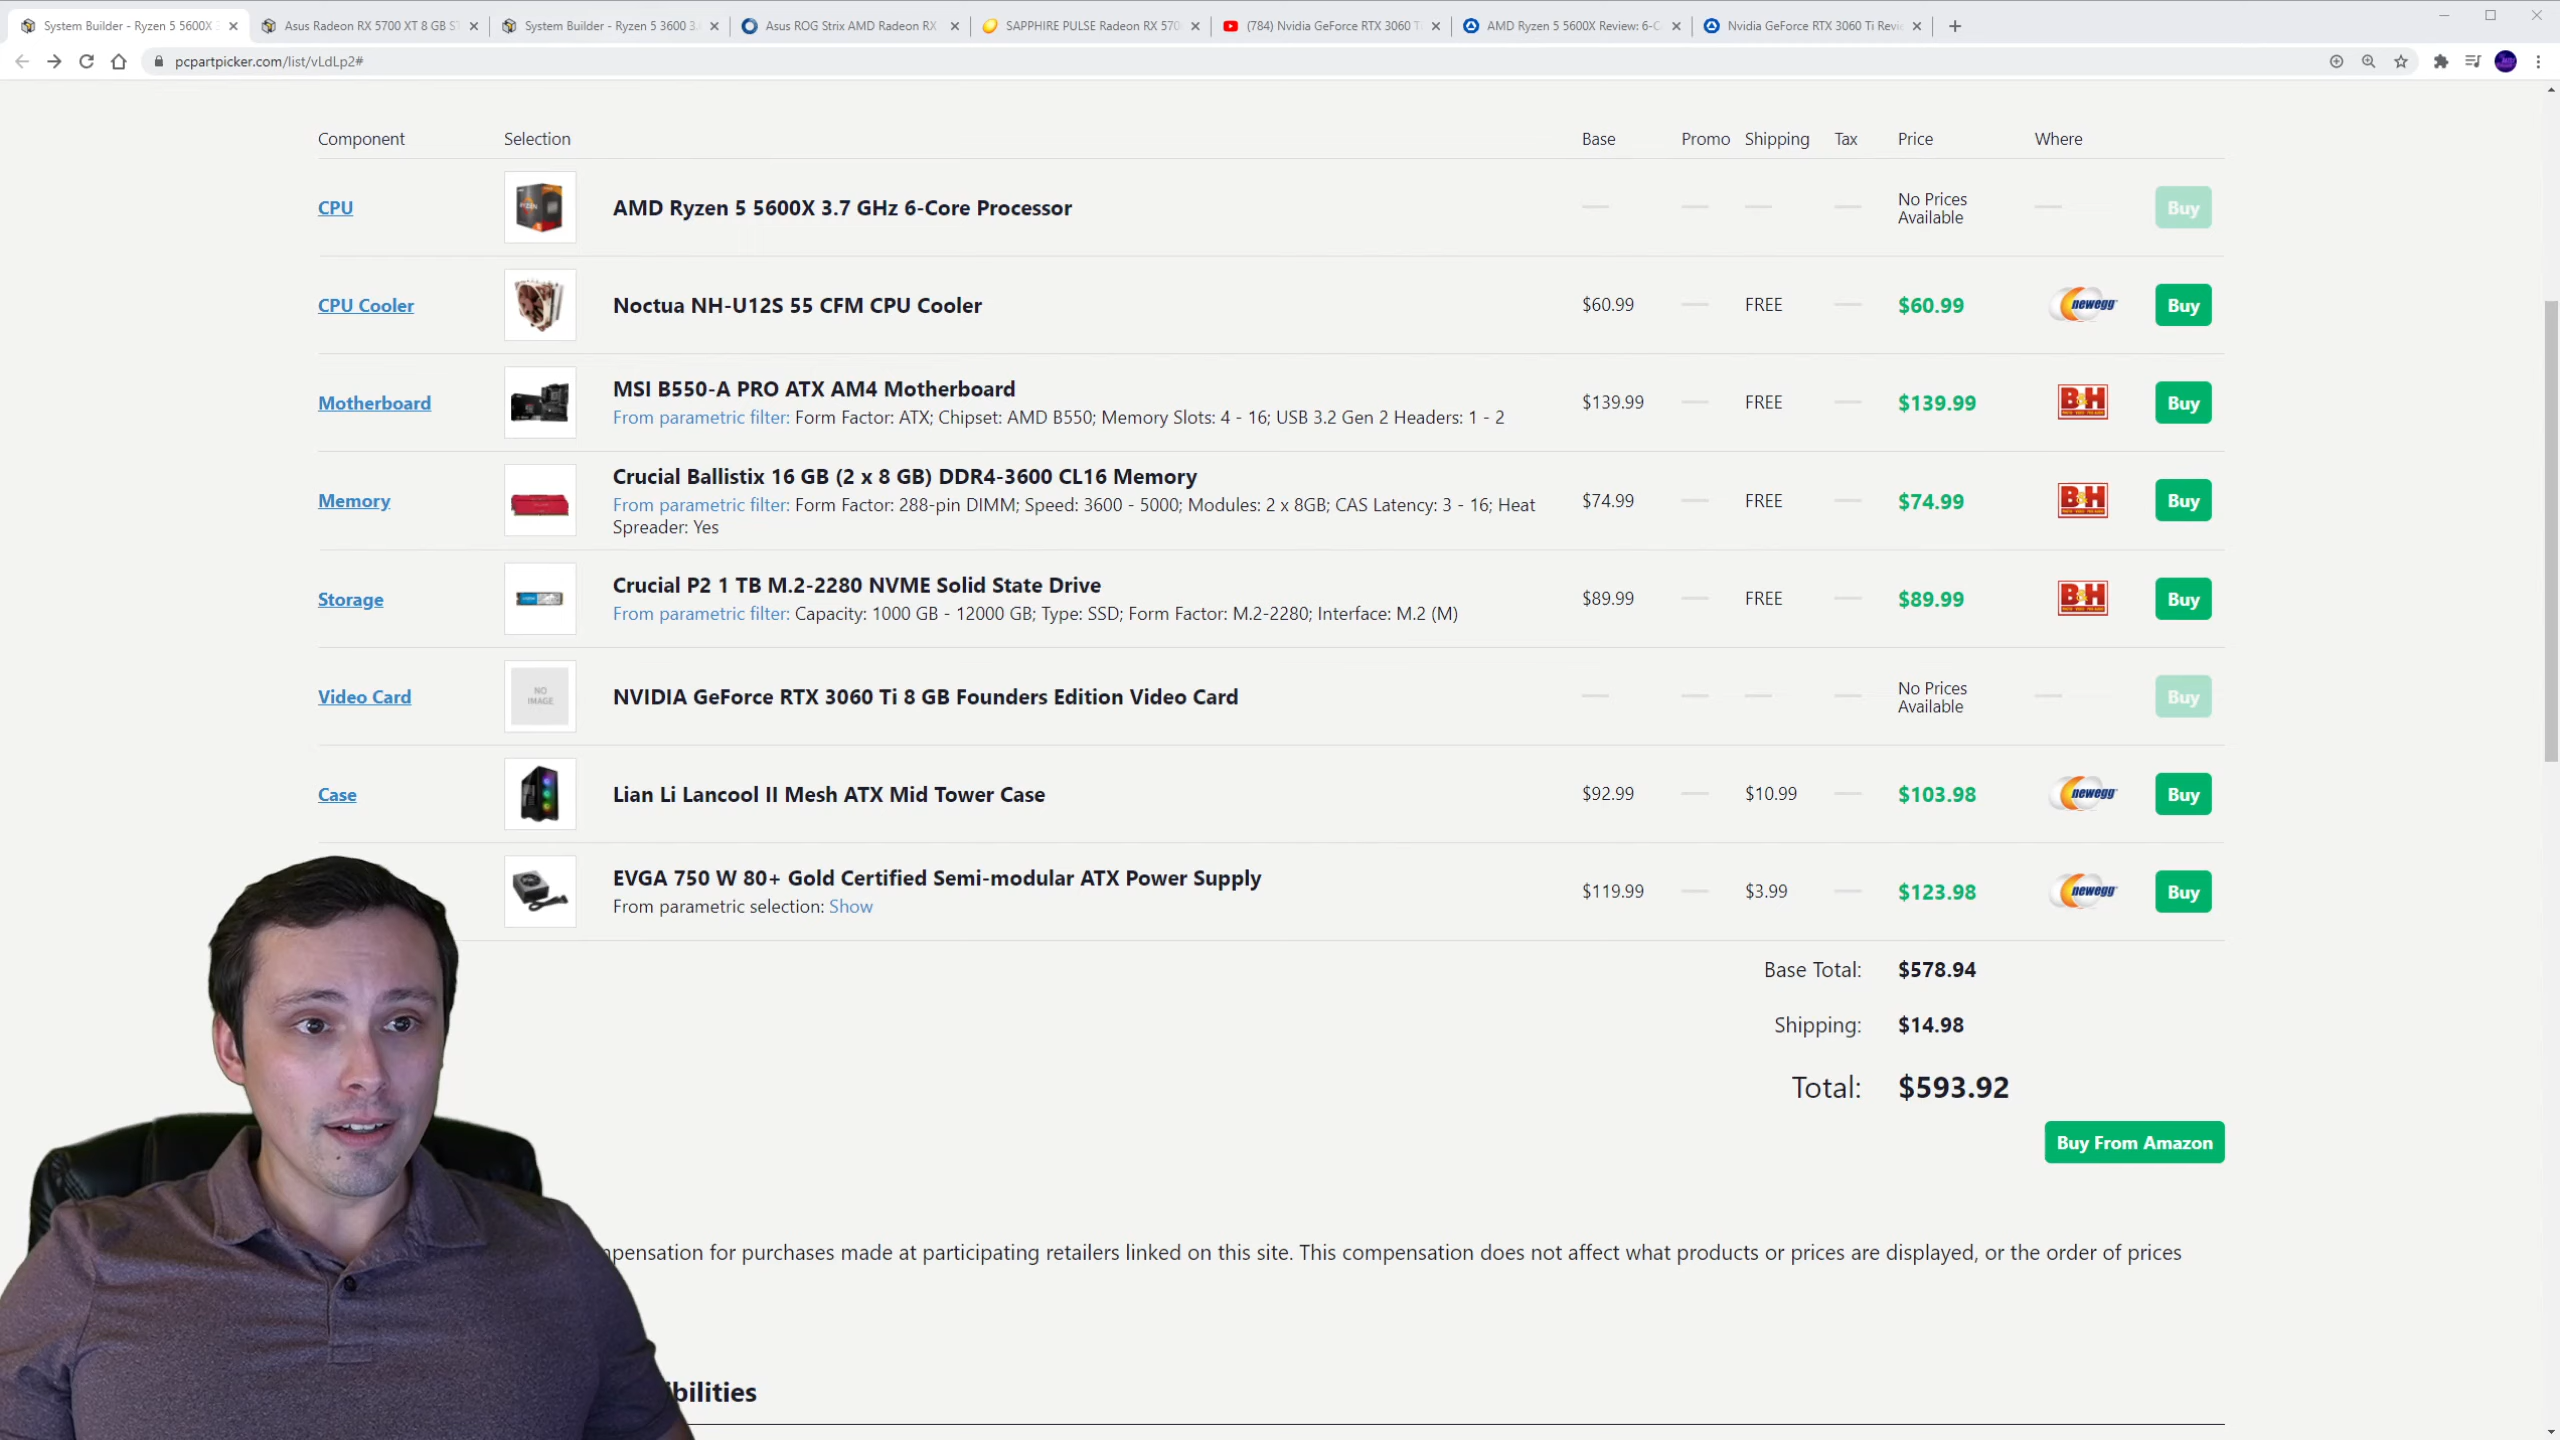 System Builder - Ryzen 5 5600X
Asus Radeon RX 5700 XT 8 GB ST
System Builder - Ryzen 5 3600 3.
Asus ROG Strix AMD Radeon RX
SAPPHIRE PULSE Radeon RX 570
(784) Nvidia GeForce RTX 3060 T
AMD Ryzen 5 5600X Review: 6-C
Nvidia GeForce RTX 3060 Ti Revi
pcpartpicker.com/list/vLdLp2#
Component Selection Base Promo Shipping Tax Price Where
CPU AMD Ryzen 5 5600X 3.7 GHz 6-Core Processor No Prices Available Buy
CPU Cooler Noctua NH-U12S 55 CFM CPU Cooler $60.99 FREE $60.99 newegg Buy
Motherboard MSI B550-A PRO ATX AM4 Motherboard $139.99 FREE $139.99 B&H Buy
From parametric filter: Form Factor: ATX; Chipset: AMD B550; Memory Slots: 4 - 16; USB 3.2 Gen 2 Headers: 1 - 2
Memory Crucial Ballistix 16 GB (2 x 8 GB) DDR4-3600 CL16 Memory $74.99 FREE $74.99 B&H Buy
From parametric filter: Form Factor: 288-pin DIMM; Speed: 3600 - 5000; Modules: 2 x 8GB; CAS Latency: 3 - 16; Heat
Spreader: Yes
Storage Crucial P2 1 TB M.2-2280 NVME Solid State Drive $89.99 FREE $89.99 B&H Buy
From parametric filter: Capacity: 1000 GB - 12000 GB; Type: SSD; Form Factor: M.2-2280; Interface: M.2 (M)
Video Card NO IMAGE NVIDIA GeForce RTX 3060 Ti 8 GB Founders Edition Video Card No Prices Available Buy
Case Lian Li Lancool II Mesh ATX Mid Tower Case $92.99 $10.99 $103.98 newegg Buy
EVGA 750 W 80+ Gold Certified Semi-modular ATX Power Supply $119.99 $3.99 $123.98 newegg Buy
From parametric selection: Show
Base Total: $578.94
Shipping: $14.98
Total: $593.92
Buy From Amazon
mpensation for purchases made at participating retailers linked on this site. This compensation does not affect what products or prices are displayed, or the order of prices
ibilities